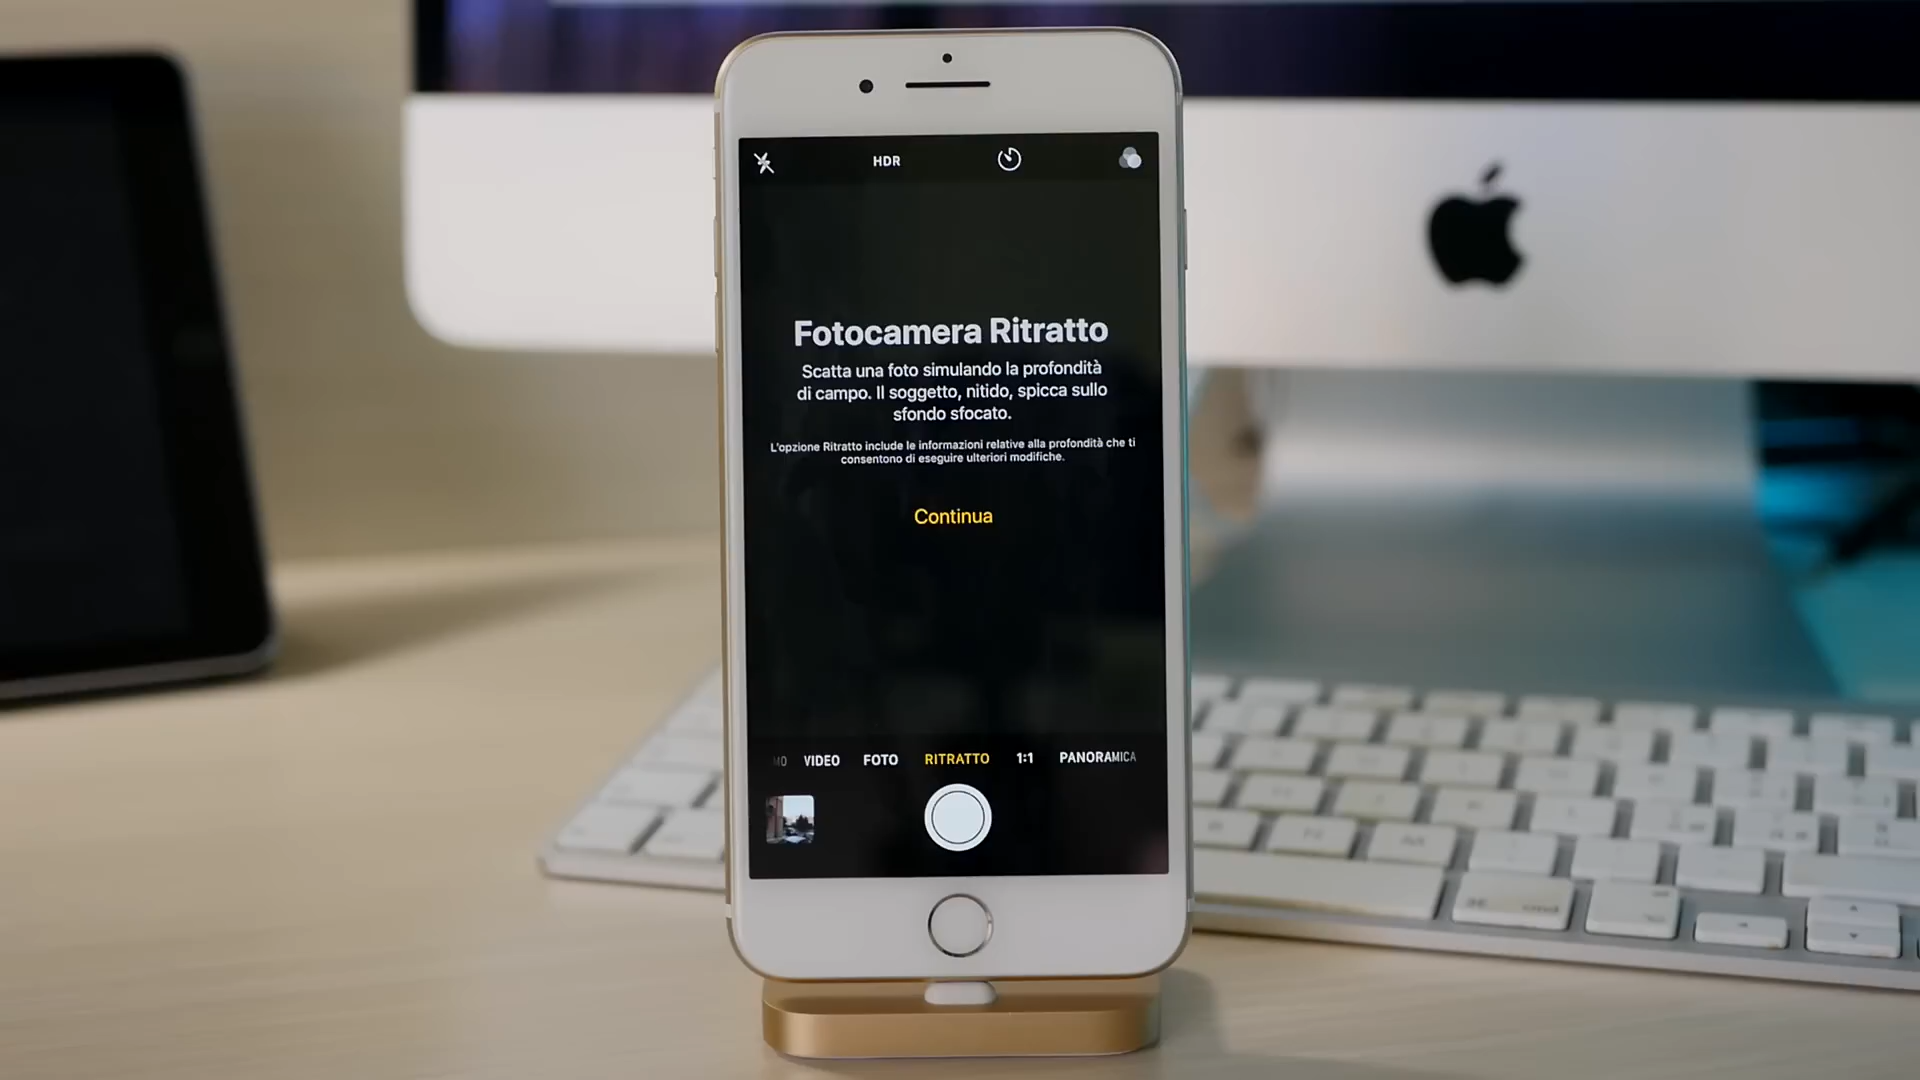 HDR
Fotocamera Ritratto
Scatta una foto simulando la profondità
di campo. Il soggetto, nitido, spicca sullo
sfondo sfocato.
L'opzione Ritratto include le informazioni relative alla profondità che ti
consentono di eseguire ulteriori modifiche.
Continua
MO VIDEO FOTO RITRATTO 1:1 PANORAMICA
cmd